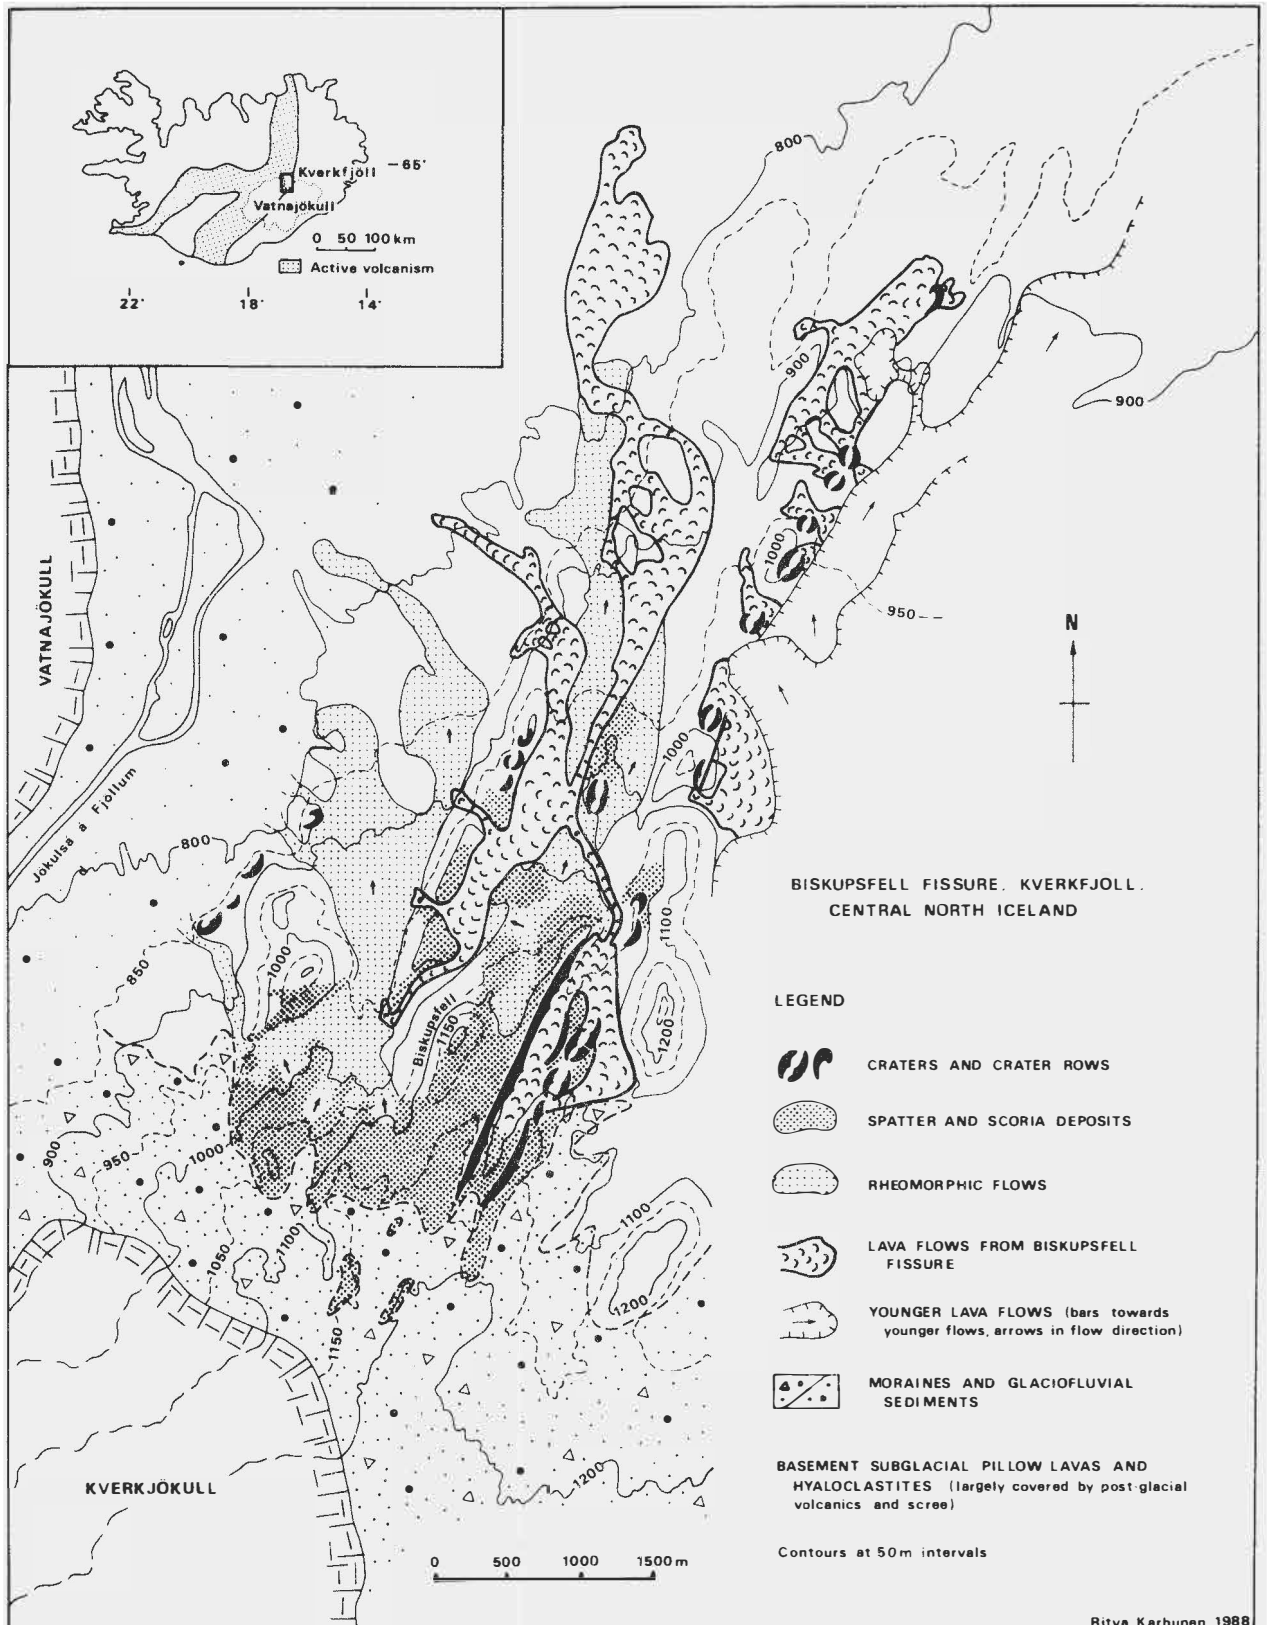 -65°
Kverkfjöll
Vatnajökull
0 50 100 km
Active volcanism
22°
18°
14°
800
900
900
1000
950
N
VATNAJÖKULL
Jökulsá á Fjöllum
800
1000
850
1000
Biskupsfell
1150
1100
1200
900
950
1000
1050
1100
1150
1100
1200
1200
KVERKJÖKULL
0 500 1000 1500 m
BISKUPSFELL FISSURE. KVERKFJOLL.
CENTRAL NORTH ICELAND
LEGEND
CRATERS AND CRATER ROWS
SPATTER AND SCORIA DEPOSITS
RHEOMORPHIC FLOWS
LAVA FLOWS FROM BISKUPSFELL
FISSURE
YOUNGER LAVA FLOWS (bars towards
younger flows, arrows in flow direction)
MORAINES AND GLACIOFLUVIAL
SEDIMENTS
BASEMENT SUBGLACIAL PILLOW LAVAS AND
HYALOCLASTITES (largely covered by post-glacial
volcanics and scree)
Contours at 50m intervals
Ritva Karhunen 1988